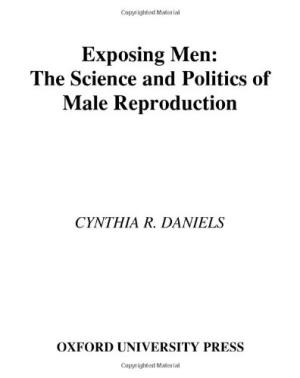 Copyrighted Material
Exposing Men:
The Science and Politics of
Male Reproduction
CYNTHIA R. DANIELS
OXFORD UNIVERSITY PRESS
Copyrighted Material